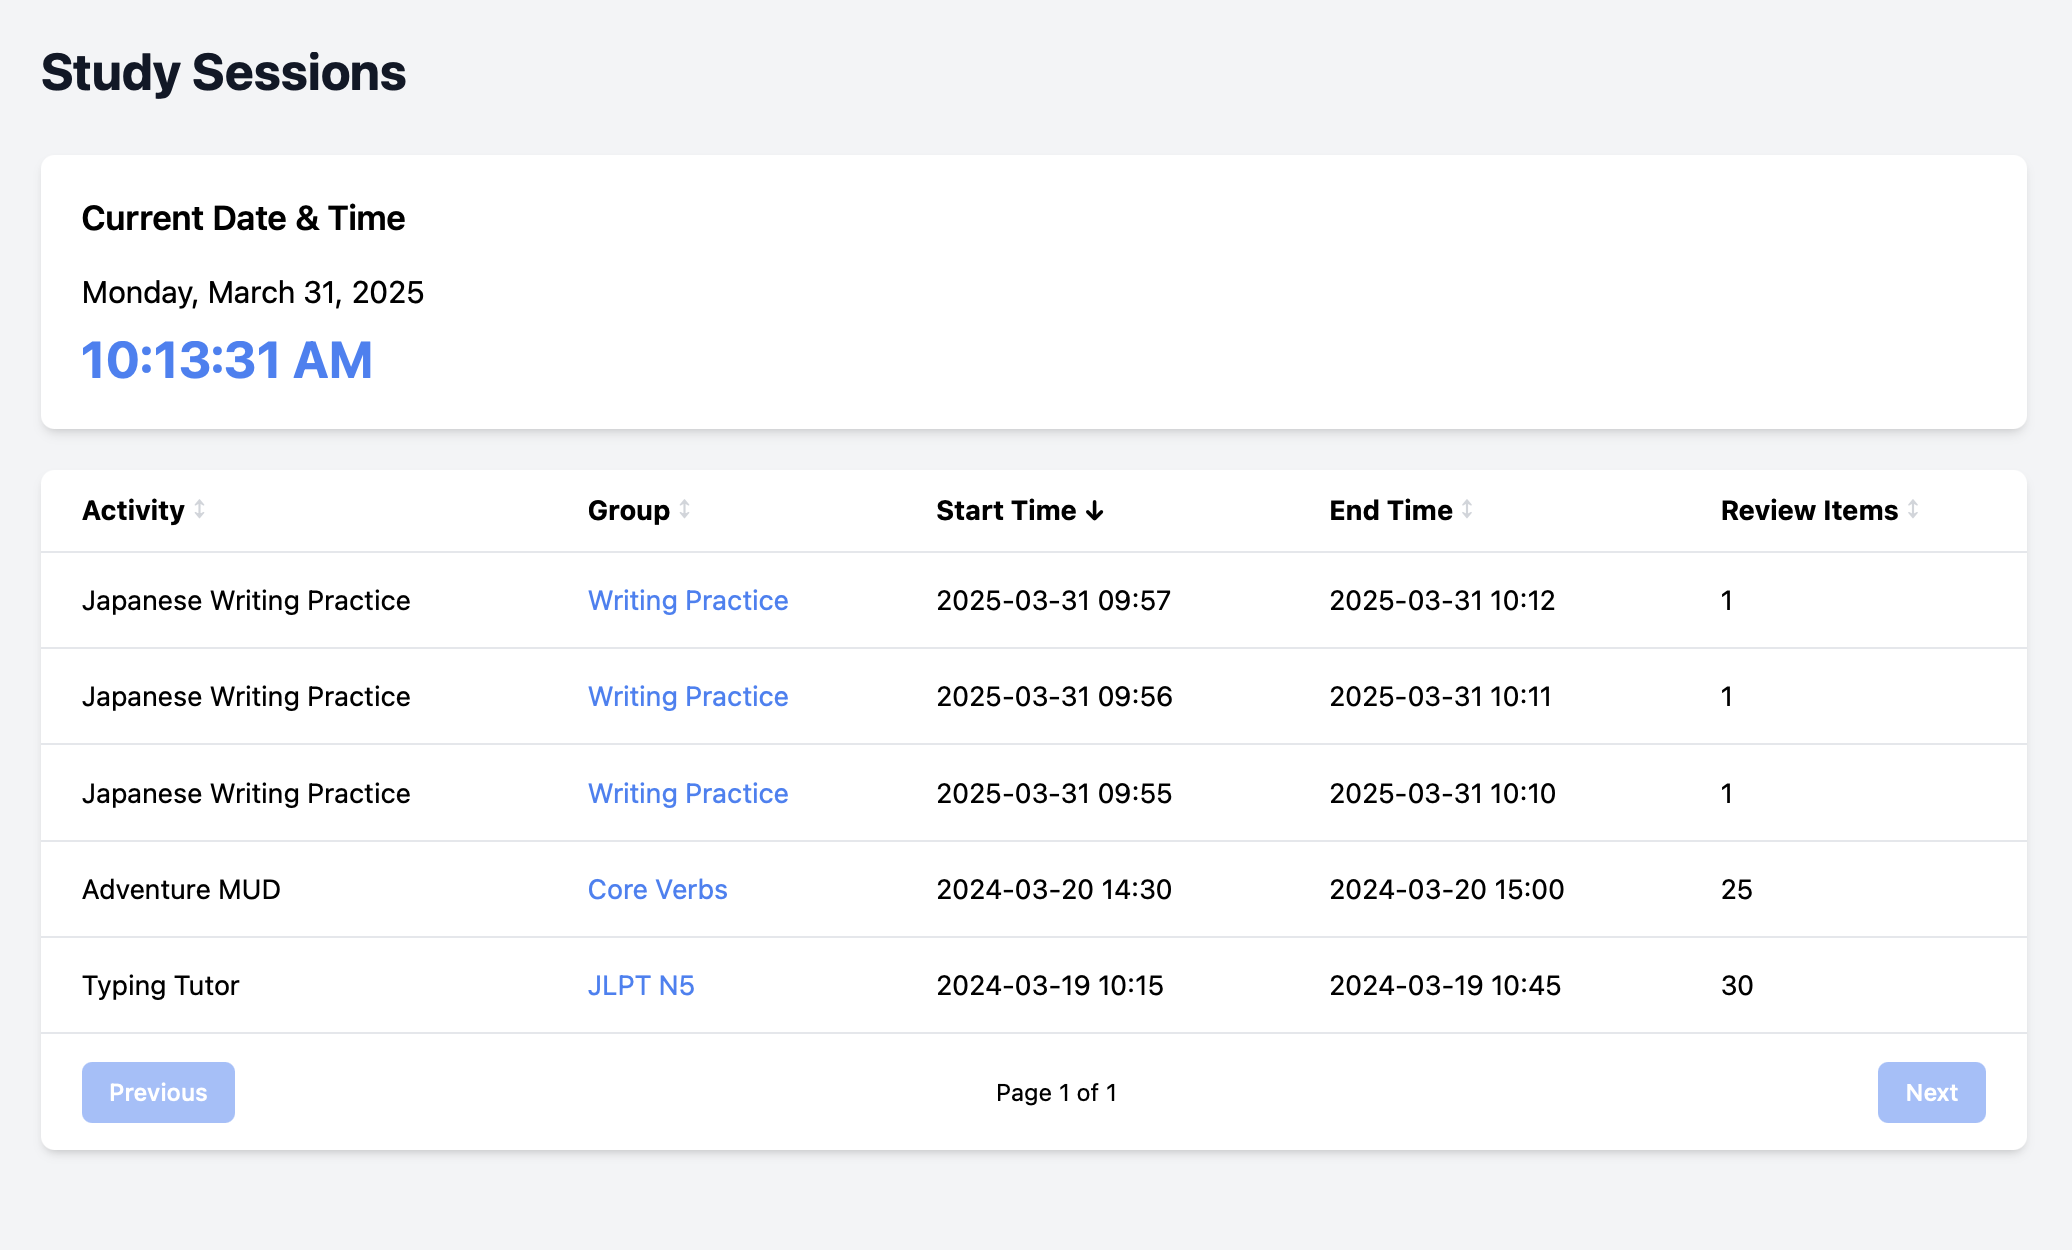 Study Sessions
Current Date & Time
Monday, March 31, 2025
10:13:31 AM
Activity ↕ Group ↕ Start Time ↓ End Time ↕ Review Items ↕
Japanese Writing Practice Writing Practice 2025-03-31 09:57 2025-03-31 10:12 1
Japanese Writing Practice Writing Practice 2025-03-31 09:56 2025-03-31 10:11 1
Japanese Writing Practice Writing Practice 2025-03-31 09:55 2025-03-31 10:10 1
Adventure MUD Core Verbs 2024-03-20 14:30 2024-03-20 15:00 25
Typing Tutor JLPT N5 2024-03-19 10:15 2024-03-19 10:45 30
Previous Page 1 of 1 Next